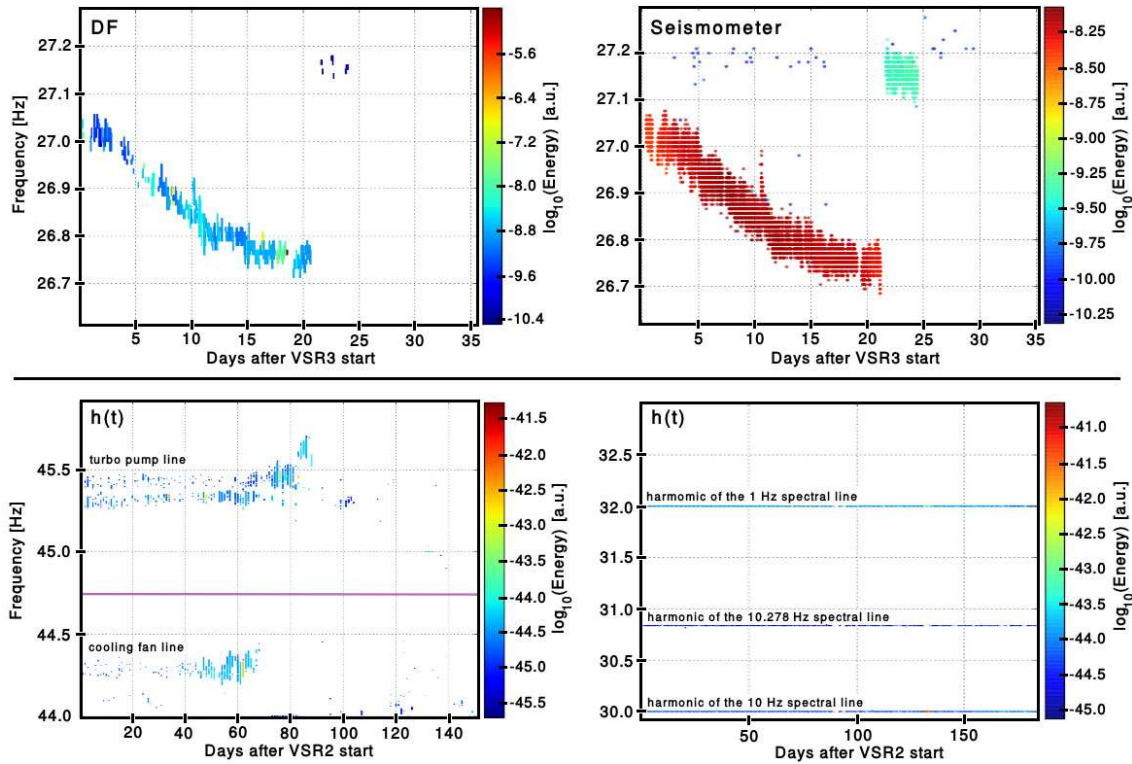 DF
27.2
27.1
27.0
26.9
26.8
26.7
Frequency [Hz]
5 10 15 20 25 30 35
Days after VSR3 start
-5.6
-6.4
-7.2
-8.0
-8.8
-9.6
-10.4
log10(Energy) [a.u.]
Seismometer
27.2
27.1
27.0
26.9
26.8
26.7
5 10 15 20 25 30 35
Days after VSR3 start
-8.25
-8.50
-8.75
-9.00
-9.25
-9.50
-9.75
-10.00
-10.25
log10(Energy) [a.u.]
h(t)
turbo pump line
cooling fan line
45.5
45.0
44.5
44.0
Frequency [Hz]
20 40 60 80 100 120 140
Days after VSR2 start
-41.5
-42.0
-42.5
-43.0
-43.5
-44.0
-44.5
-45.0
-45.5
log10(Energy) [a.u.]
h(t)
harmonic of the 1 Hz spectral line
harmonic of the 10.278 Hz spectral line
harmonic of the 10 Hz spectral line
32.5
32.0
31.5
31.0
30.5
30.0
50 100 150
Days after VSR2 start
-41.0
-41.5
-42.0
-42.5
-43.0
-43.5
-44.0
-44.5
-45.0
log10(Energy) [a.u.]